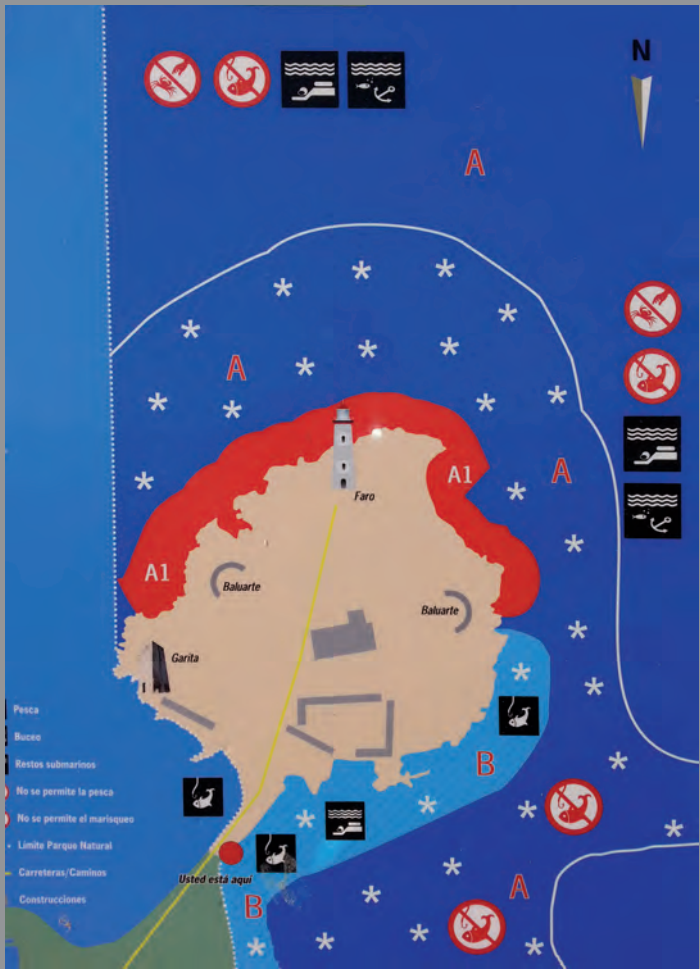 N
A
A
A
A1
Faro
A1
Baluarte
Baluarte
Garita
Pesca
Buceo
Restos submarinos
No se permite la pesca
No se permite el marisqueo
Límite Parque Natural
Carreteras/Caminos
Construcciones
B
Usted está aquí
A
B